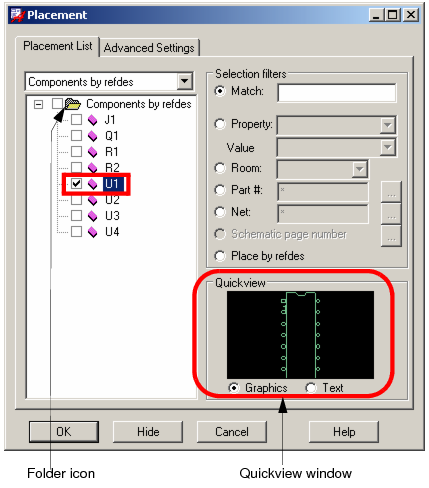 Placement
Placement List
Advanced Settings
Components by refdes
Components by refdes
J1
Q1
R1
R2
U1
U2
U3
U4
Selection filters
Match:
Property:
Value
Room:
Part #: *
...
Net: *
...
Schematic page number
...
Place by refdes
Quickview
Graphics
Text
OK
Hide
Cancel
Help
Folder icon
Quickview window